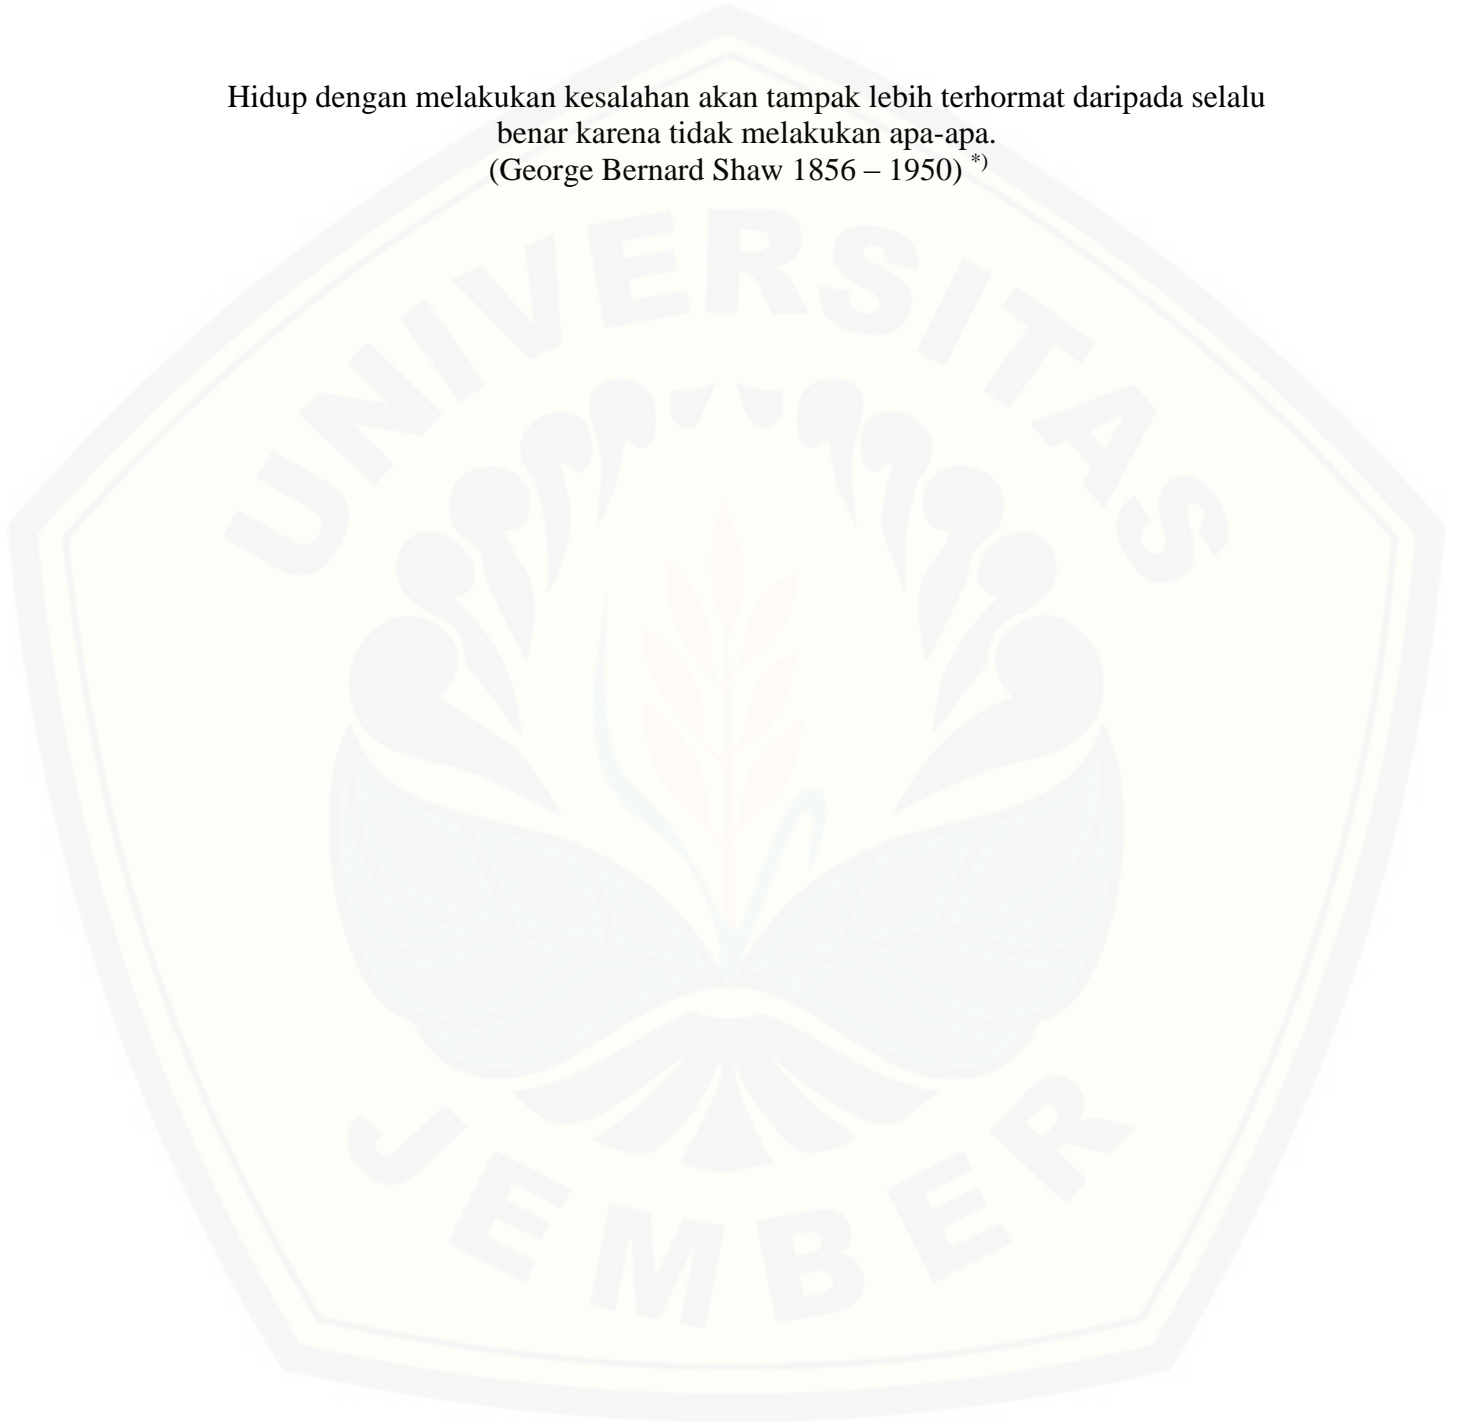 Hidup dengan melakukan kesalahan akan tampak lebih terhormat daripada selalu
benar karena tidak melakukan apa-apa.
(George Bernard Shaw 1856 – 1950) *)
UNIVERSITAS
JEMBER